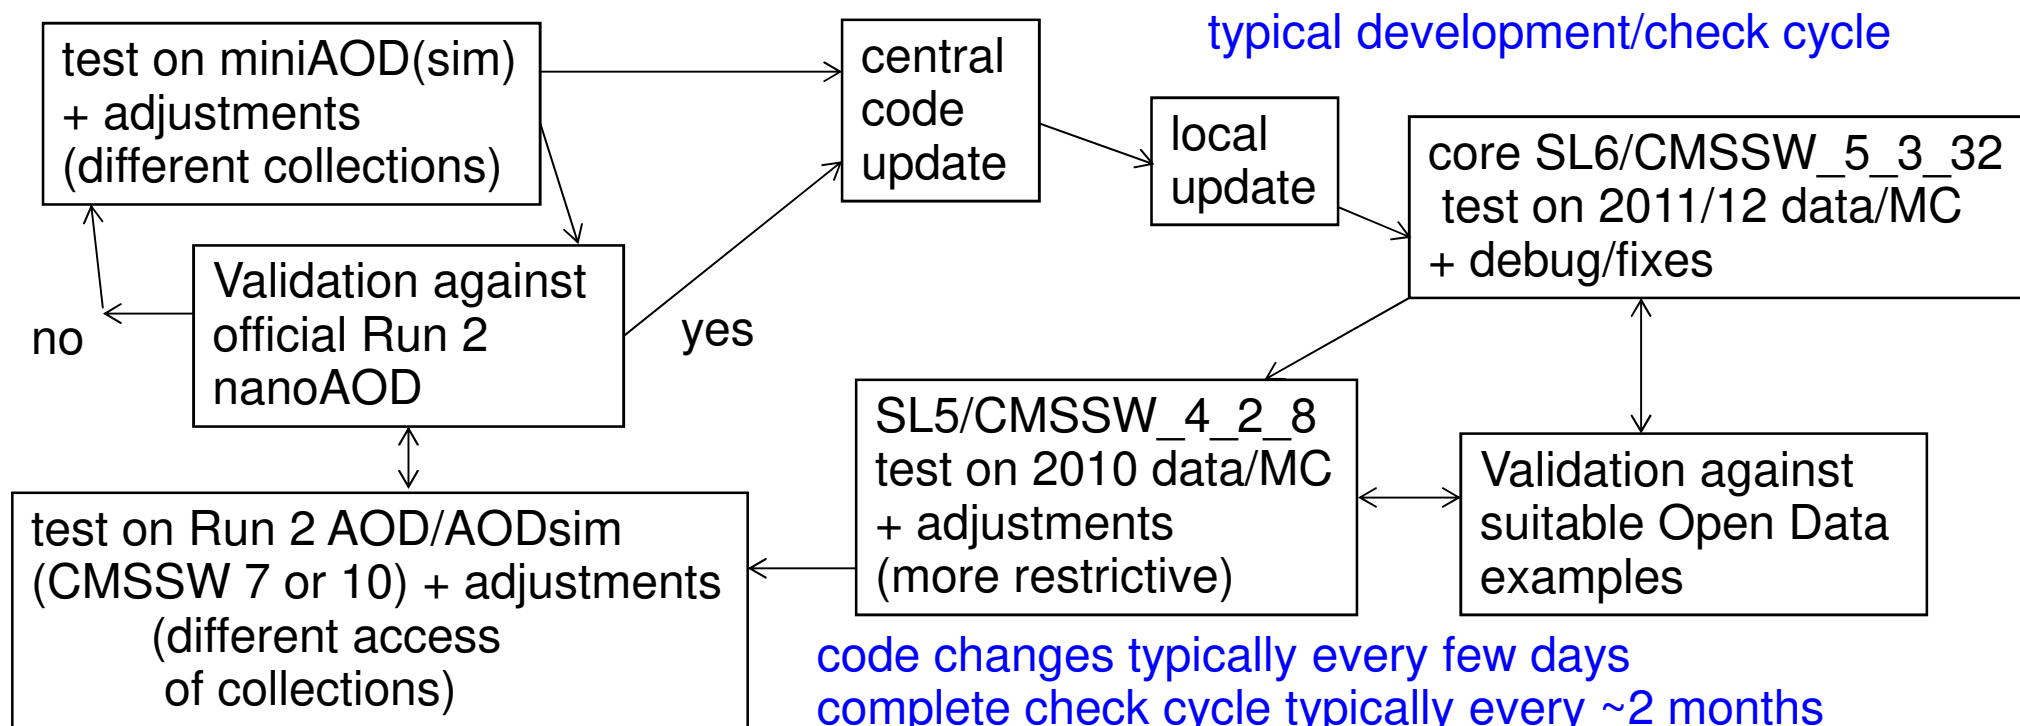 typical development/check cycle
test on miniAOD(sim)
+ adjustments
(different collections)
central
code
update
local
update
core SL6/CMSSW_5_3_32
test on 2011/12 data/MC
+ debug/fixes
Validation against
official Run 2
nanoAOD
no
yes
SL5/CMSSW_4_2_8
test on 2010 data/MC
+ adjustments
(more restrictive)
Validation against
suitable Open Data
examples
test on Run 2 AOD/AODsim
(CMSSW 7 or 10) + adjustments
(different access
of collections)
code changes typically every few days
complete check cycle typically every ~2 months